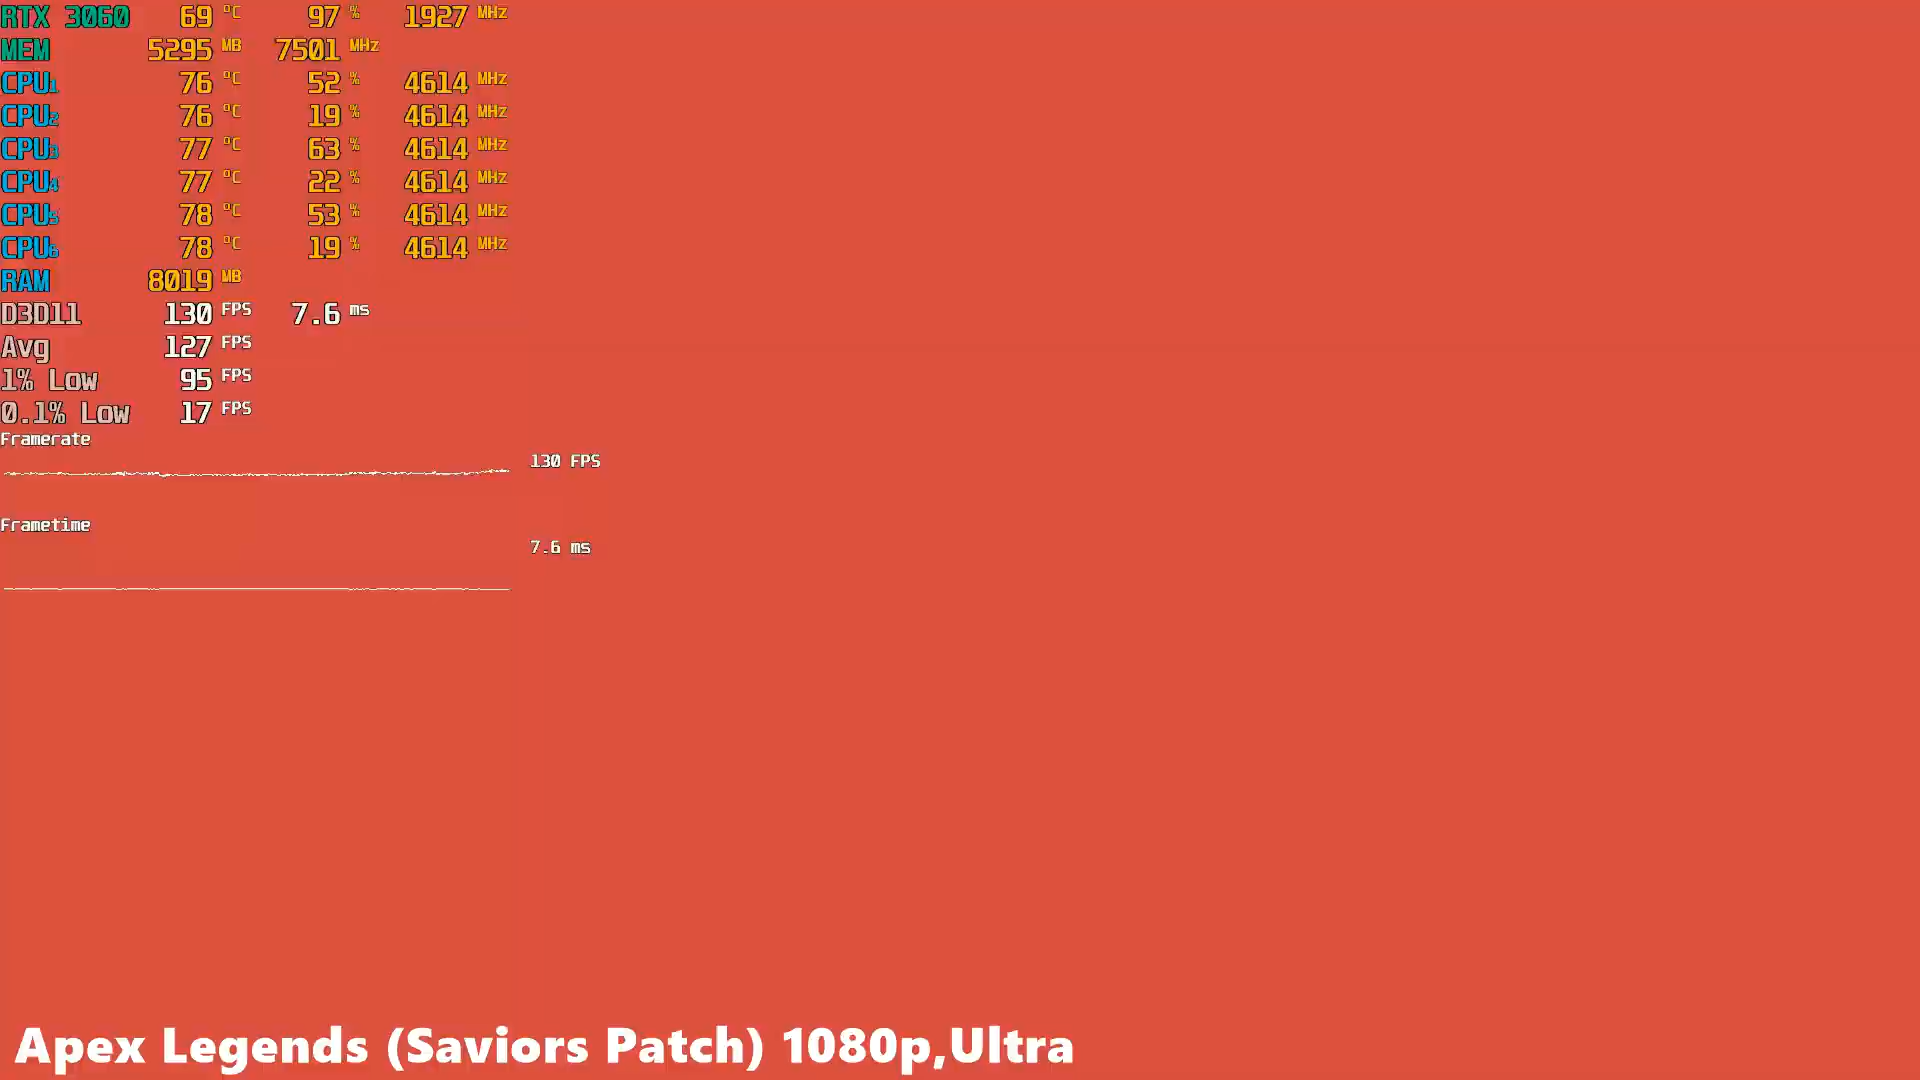 RTX 3060 69 °C 97 % 1927 MHz
MEM 5295 MB 7501 MHz
CPU1 76 °C 52 % 4614 MHz
CPU2 76 °C 19 % 4614 MHz
CPU3 77 °C 63 % 4614 MHz
CPU4 77 °C 22 % 4614 MHz
CPU5 78 °C 53 % 4614 MHz
CPU6 78 °C 19 % 4614 MHz
RAM 8019 MB
D3D11 130 FPS 7.6 ms
Avg 127 FPS
1% Low 95 FPS
0.1% Low 17 FPS
Framerate
130 FPS
Frametime
7.6 ms
Apex Legends (Saviors Patch) 1080p,Ultra